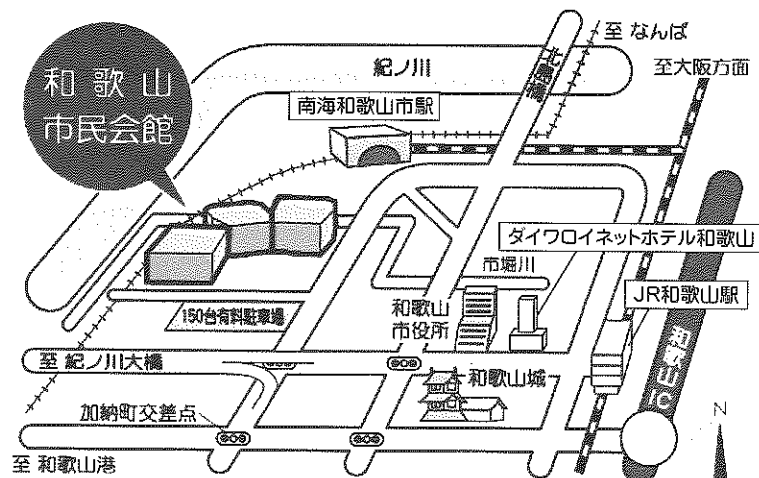 和歌山
市民会館
至 なんば
至大阪方面
紀ノ川
北島橋
南海和歌山市駅
ダイワロイネットホテル和歌山
市堀川
JR和歌山駅
和歌山
市役所
150台有料駐車場
和歌山IC
至 紀ノ川大橋
和歌山城
加納町交差点
至 和歌山港
N